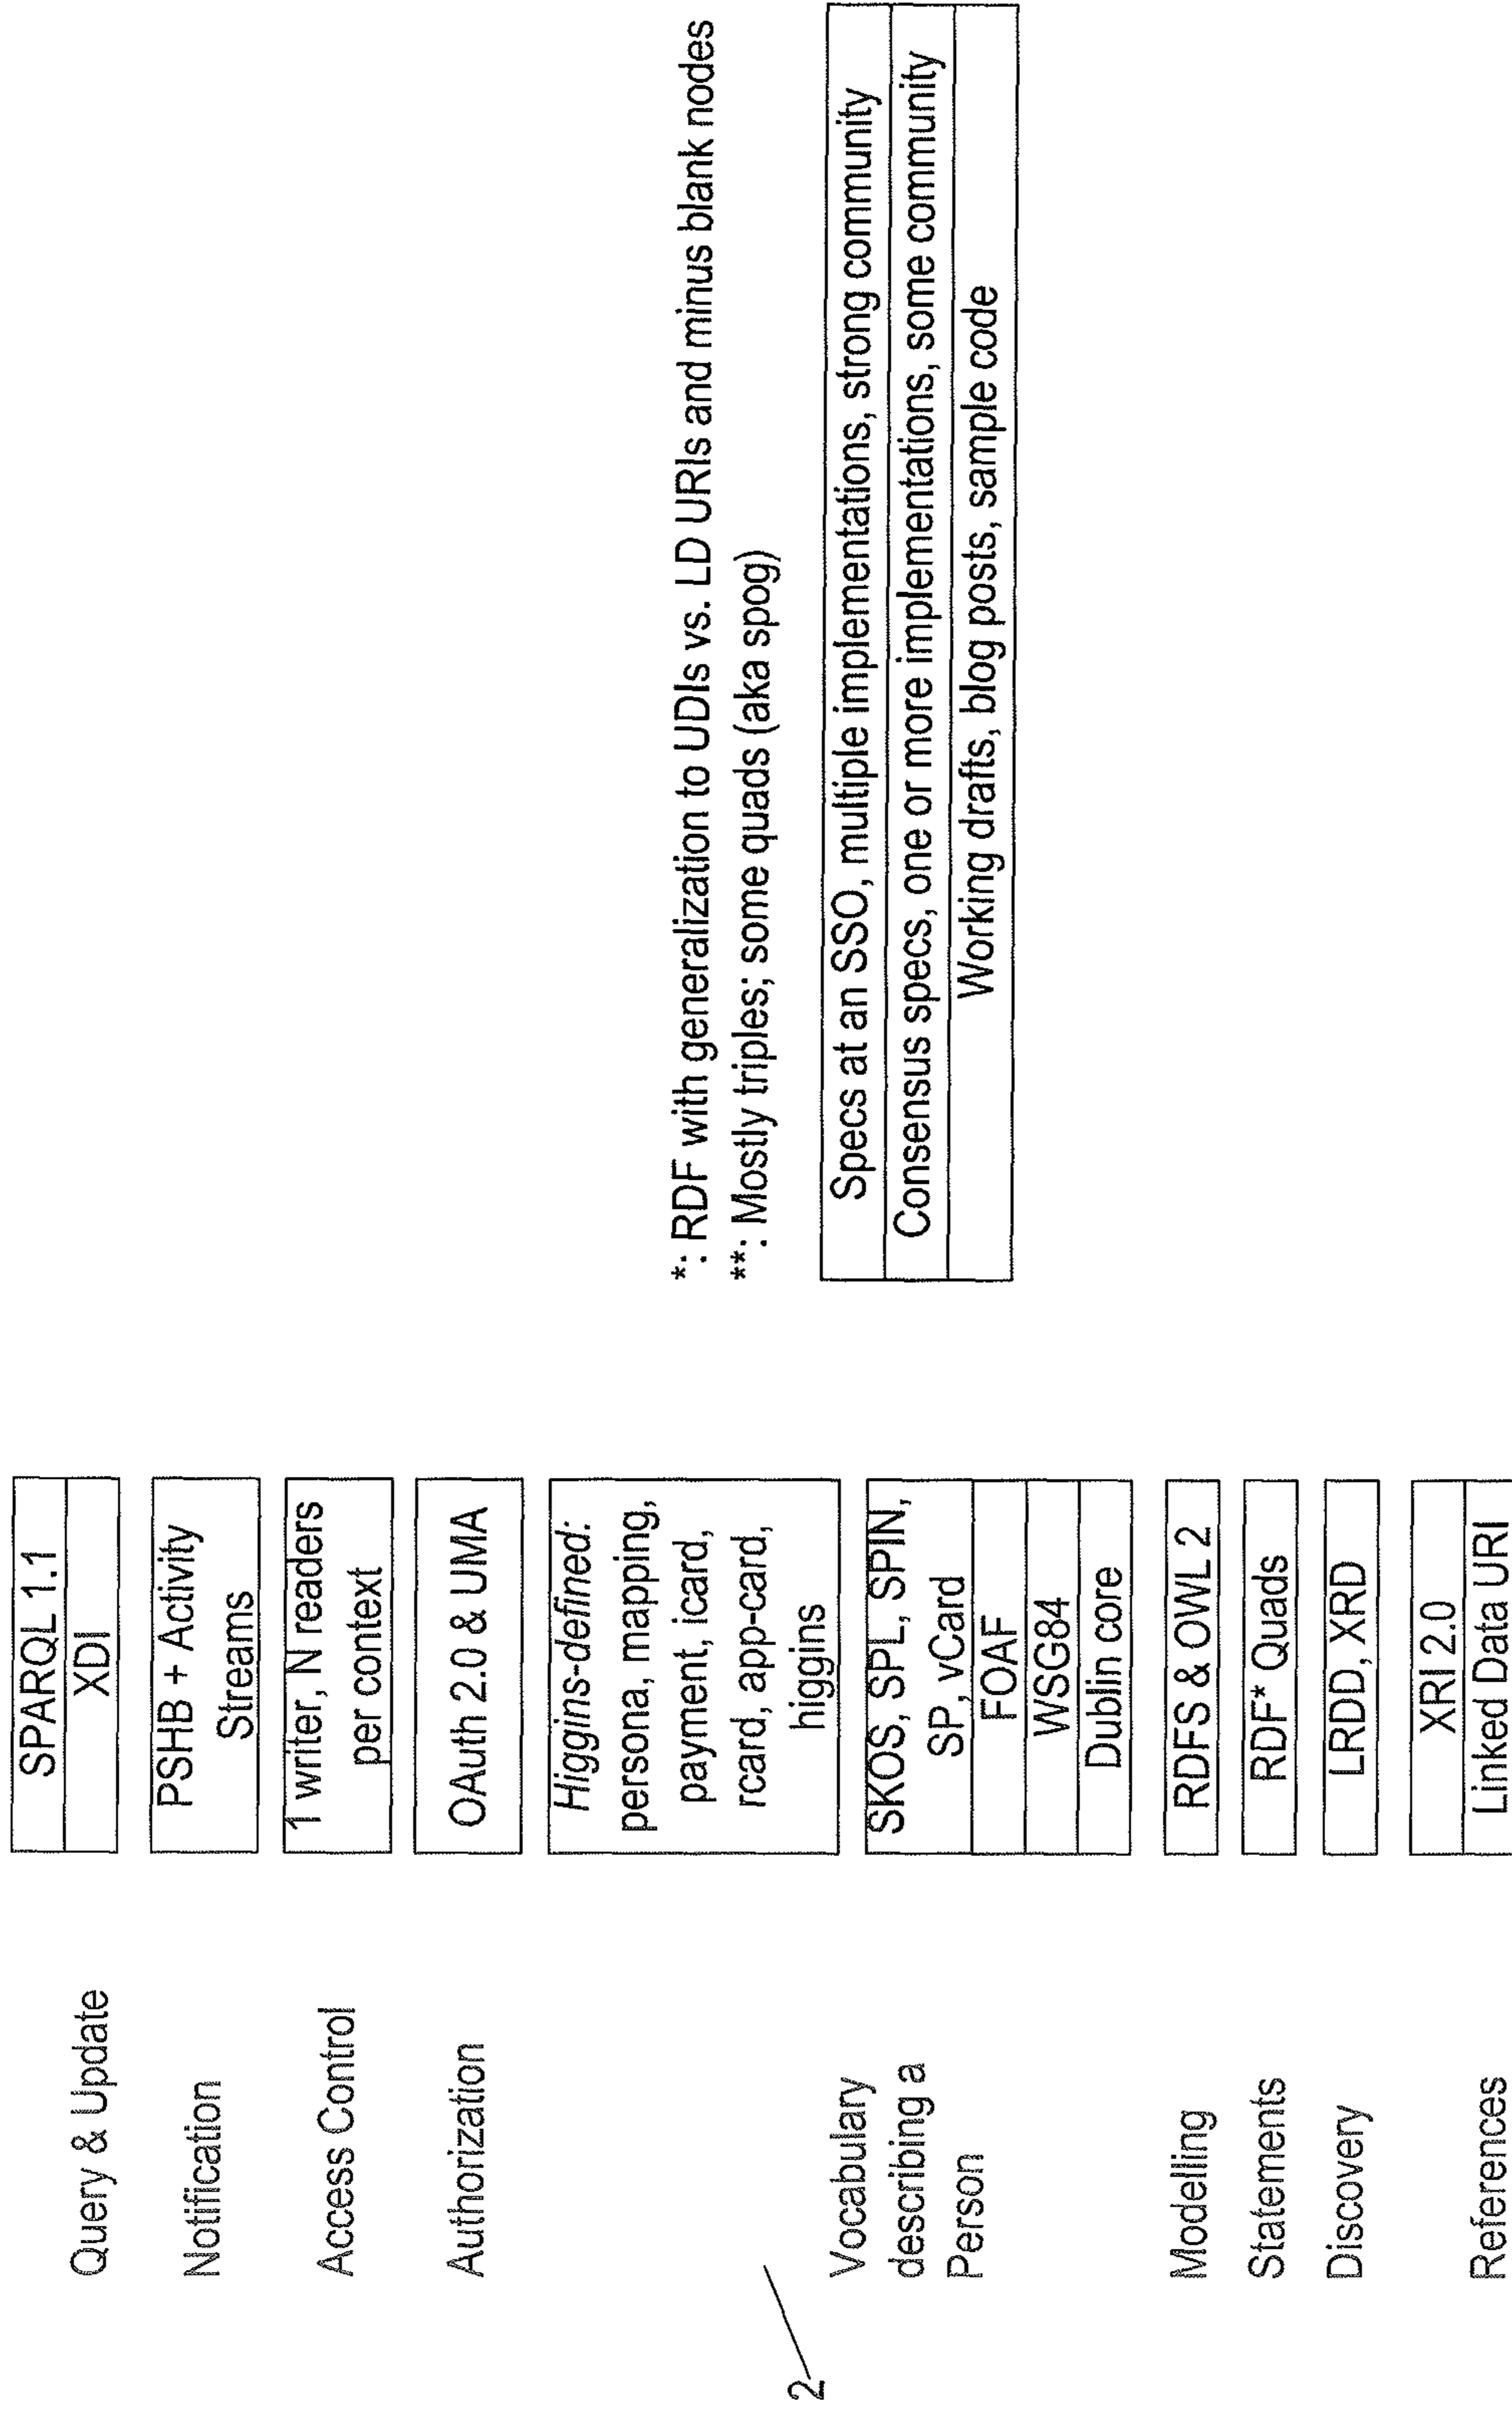 Query & Update
SPARQL 1.1
XDI
Notification
PSHB + Activity
Streams
Access Control
1 writer, N readers
per context
Authorization
OAuth 2.0 & UMA
2
Vocabulary
describing a
Person
Higgins-defined:
persona, mapping,
payment, icard,
rcard, app-card,
higgins
SKOS, SPL, SPIN,
SP, vCard
FOAF
WSG84
Dublin core
Modelling
RDFS & OWL 2
Statements
RDF* Quads
Discovery
LRDD, XRD
References
XRI 2.0
Linked Data URI
*: RDF with generalization to UDIs vs. LD URIs and minus blank nodes
**: Mostly triples; some quads (aka spog)
Specs at an SSO, multiple implementations, strong community
Consensus specs, one or more implementations, some community
Working drafts, blog posts, sample code